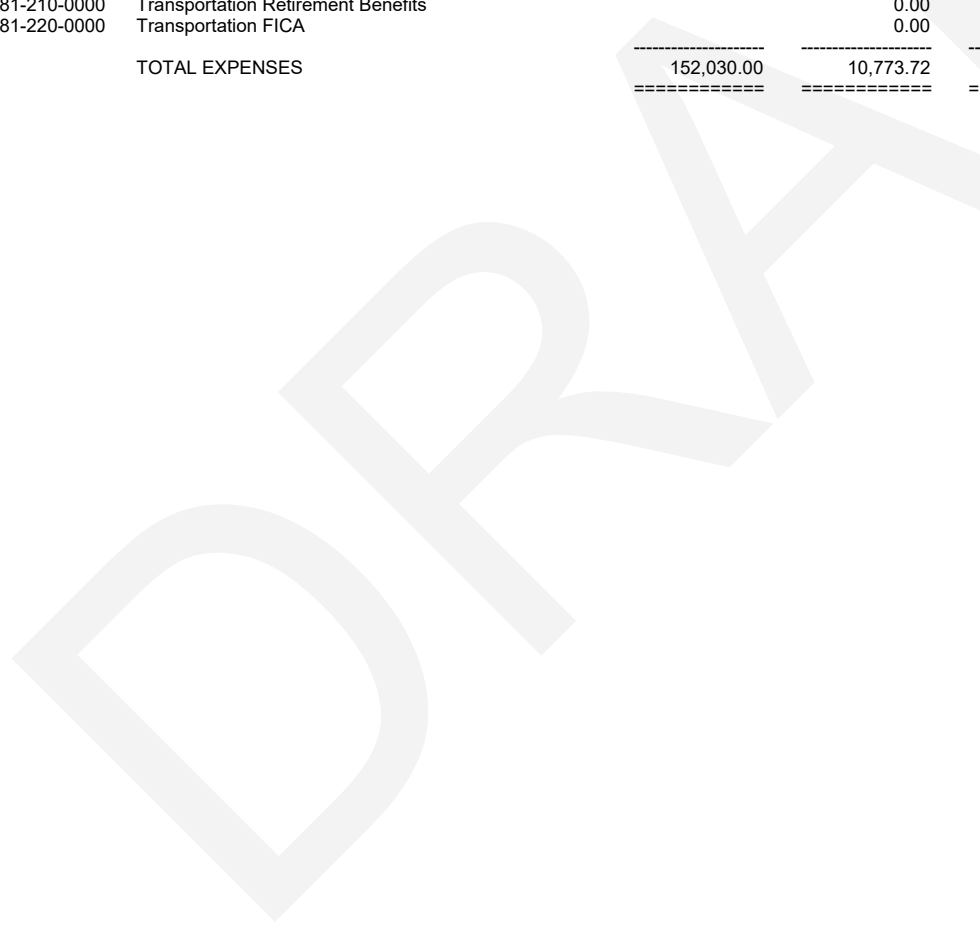 81-210-0000 Transportation Retirement Benefits 0.00
81-220-0000 Transportation FICA 0.00
--------------------- --------------------- --
TOTAL EXPENSES 152,030.00 10,773.72
============ ============ =
DRA